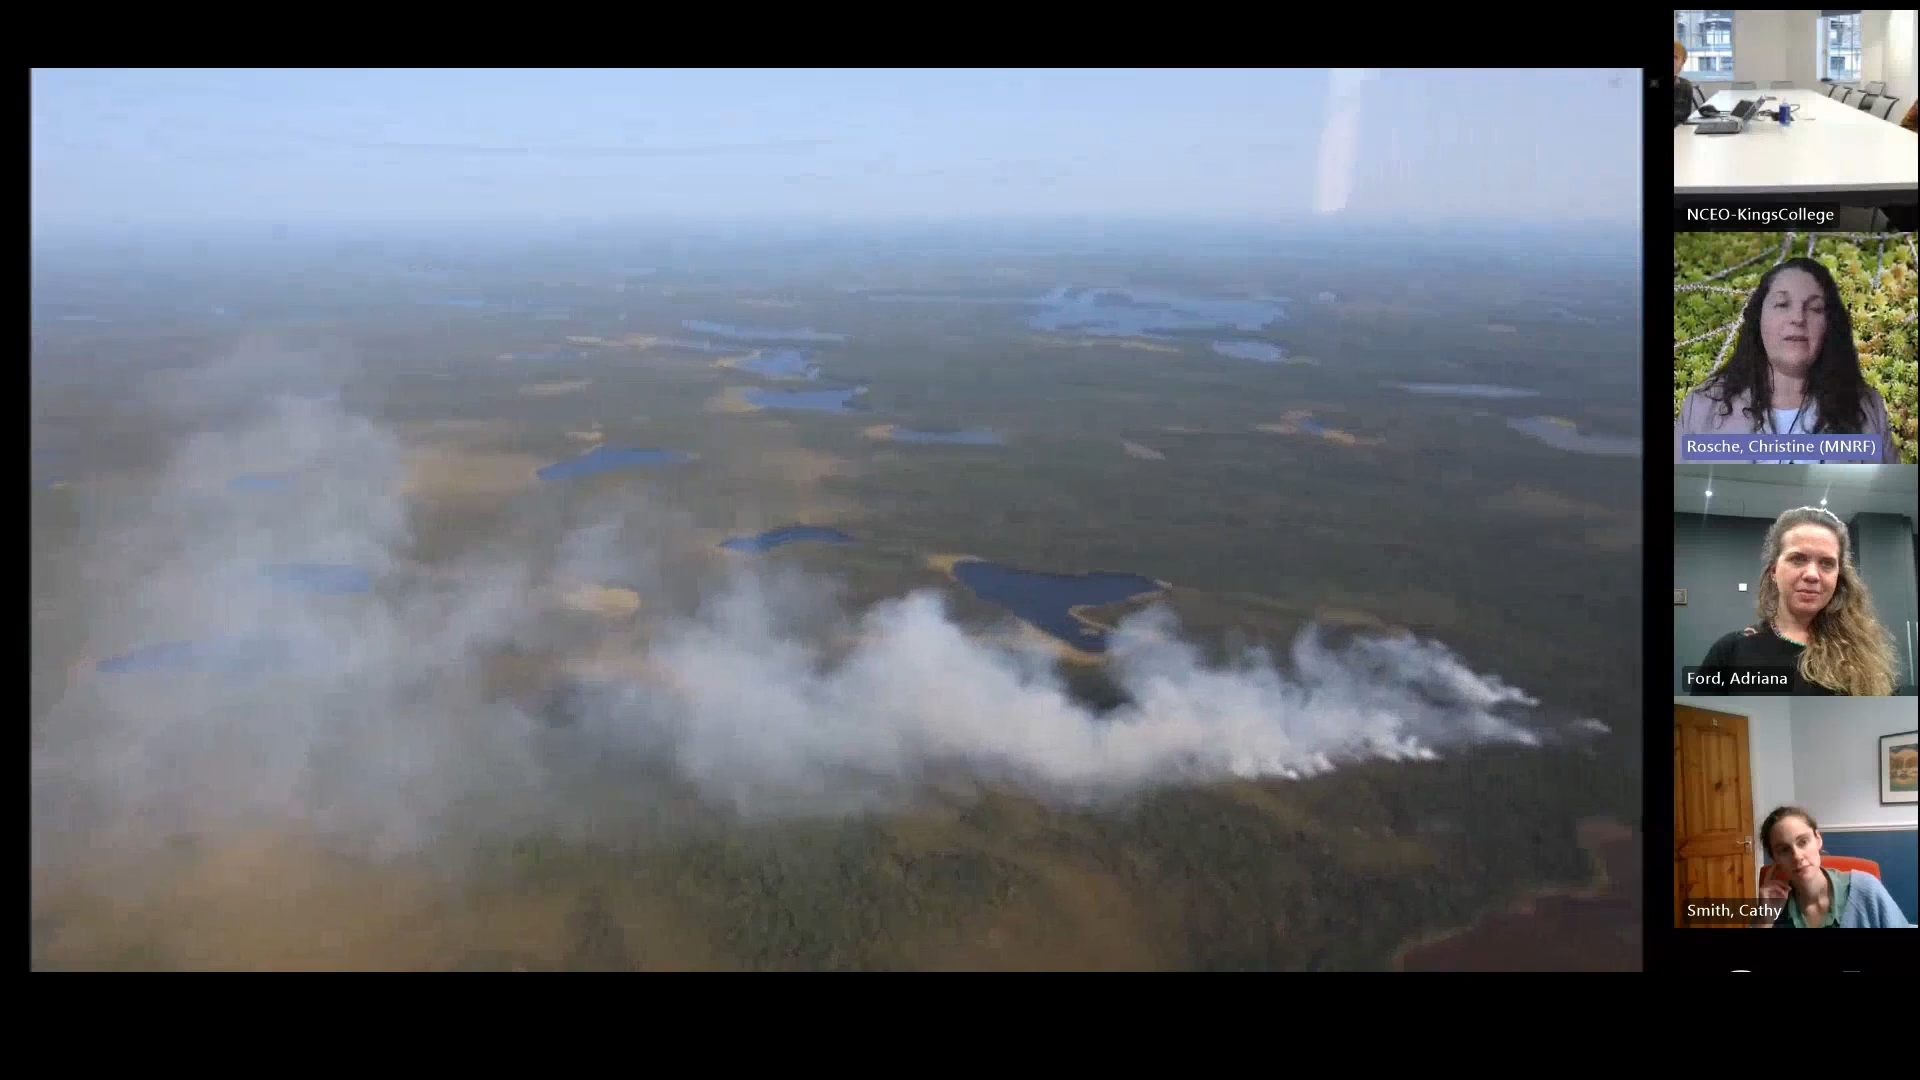 NCEO-KingsCollege
Rosche, Christine (MNRF)
Ford, Adriana
Smith, Cathy